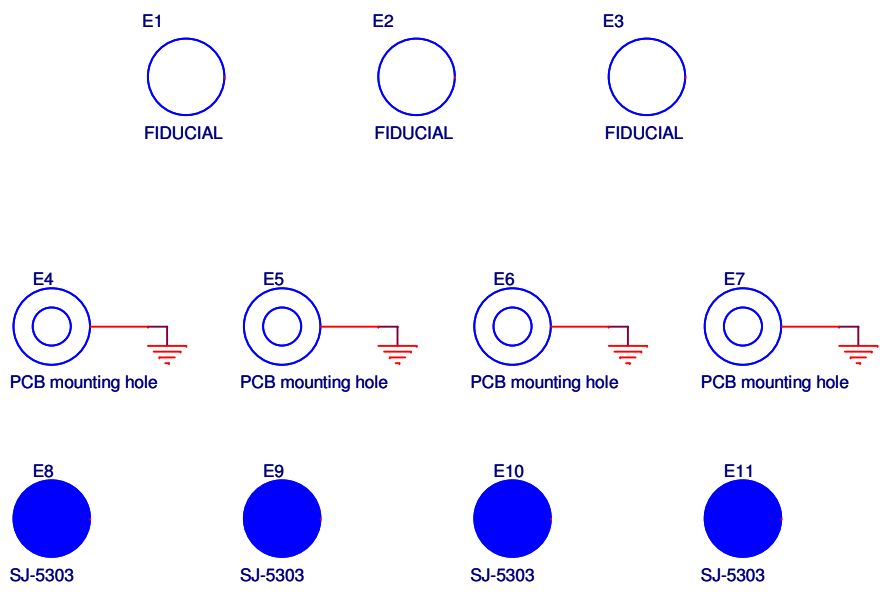 E1 E2 E3
FIDUCIAL FIDUCIAL FIDUCIAL
E4 E5 E6 E7
PCB mounting hole PCB mounting hole PCB mounting hole PCB mounting hole
E8 E9 E10 E11
SJ-5303 SJ-5303 SJ-5303 SJ-5303